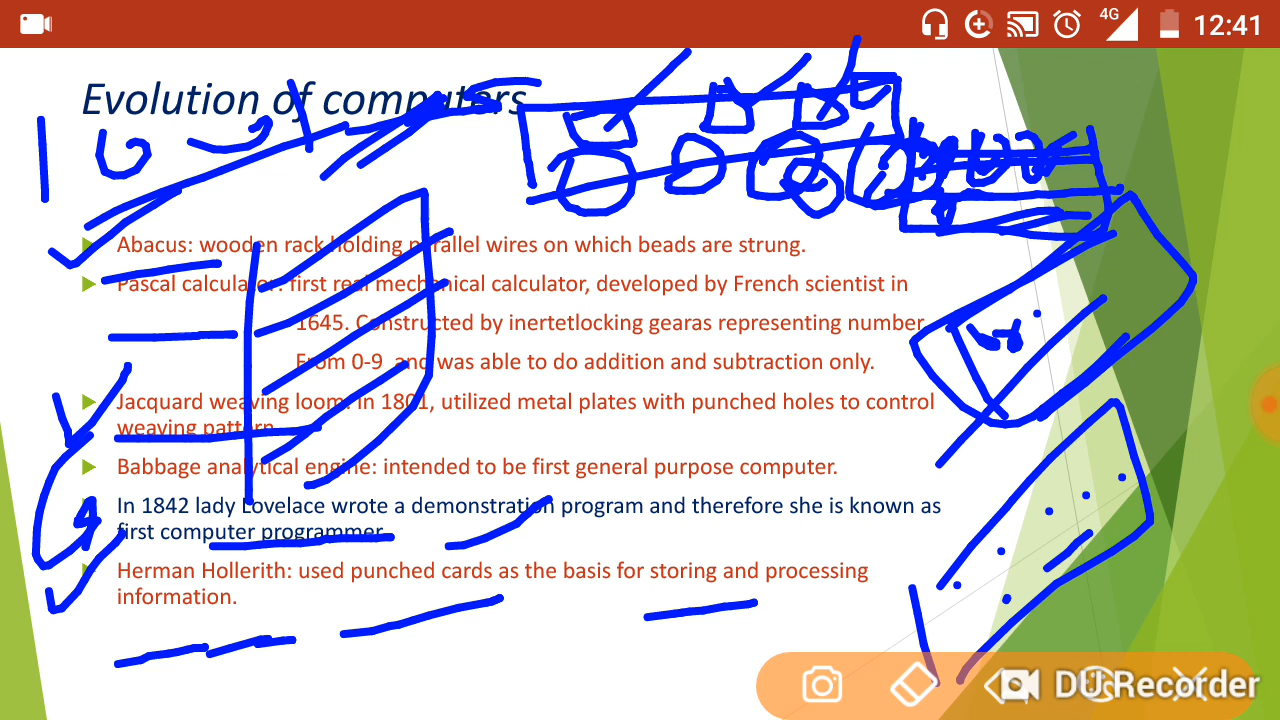 4G 12:41
Evolution of computers
Abacus: wooden rack holding parallel wires on which beads are strung.
Pascal calculator: first real mechanical calculator, developed by French scientist in
1645. Constructed by inertetlocking gearas representing number
From 0-9 and was able to do addition and subtraction only.
Jacquard weaving loom: in 1801, utilized metal plates with punched holes to control
weaving pattern
Babbage analytical engine: intended to be first general purpose computer.
In 1842 lady Lovelace wrote a demonstration program and therefore she is known as
first computer programmer
Herman Hollerith: used punched cards as the basis for storing and processing
information.
DU Recorder